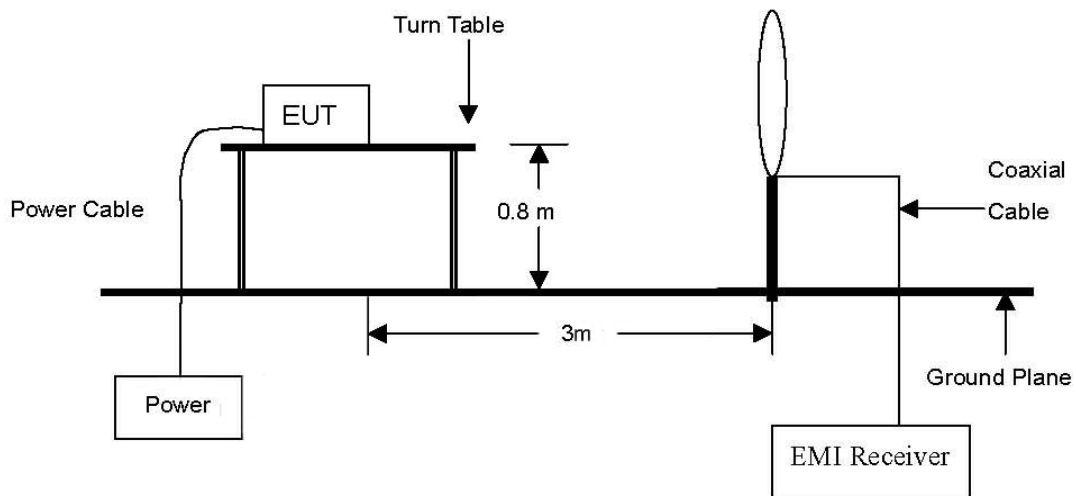 Turn Table
EUT
Power Cable
0.8 m
Coaxial
Cable
3m
Ground Plane
Power
EMI Receiver